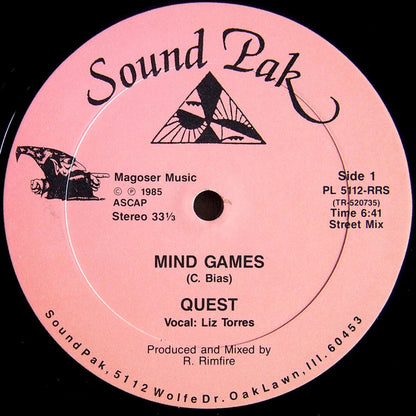 Sound Pak
Magoser Music
© ℗ 1985
ASCAP
Stereo 33⅓
Side 1
PL 5112-RRS
(TR-520735)
Time 6:41
Street Mix
MIND GAMES
(C. Bias)
QUEST
Vocal: Liz Torres
Produced and Mixed by
R. Rimfire
SoundPak, 5112 Wolfe Dr. Oak Lawn, Ill. 60453